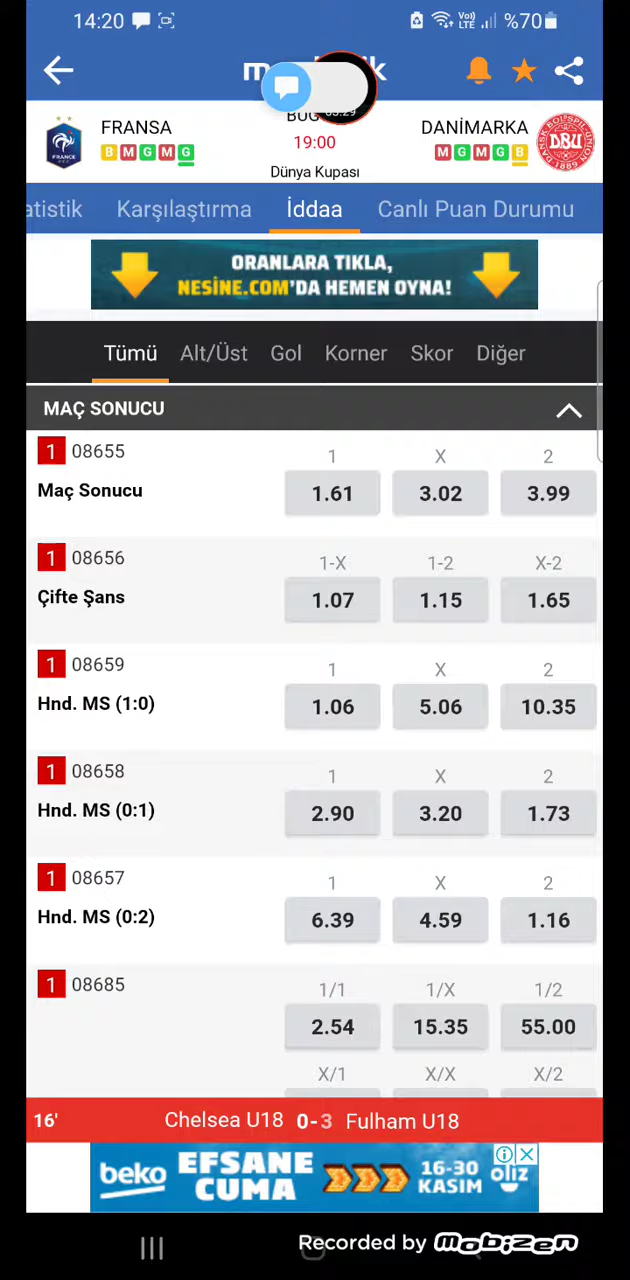 14:20 %70
FRANSA
B M G M G
19:00
Dünya Kupası
DANİMARKA
M G M G B
DBU
FRANCE
atistik Karşılaştırma İddaa Canlı Puan Durumu
ORANLARA TIKLA,
NESİNE.COM'DA HEMEN OYNA!
Tümü Alt/Üst Gol Korner Skor Diğer
MAÇ SONUCU
1 08655 1 X 2
Maç Sonucu 1.61 3.02 3.99
1 08656 1-X 1-2 X-2
Çifte Şans 1.07 1.15 1.65
1 08659 1 X 2
Hnd. MS (1:0) 1.06 5.06 10.35
1 08658 1 X 2
Hnd. MS (0:1) 2.90 3.20 1.73
1 08657 1 X 2
Hnd. MS (0:2) 6.39 4.59 1.16
1 08685 1/1 1/X 1/2
2.54 15.35 55.00
X/1 X/X X/2
16' Chelsea U18 0-3 Fulham U18
beko EFSANE CUMA 16-30 KASIM
Recorded by mobizen